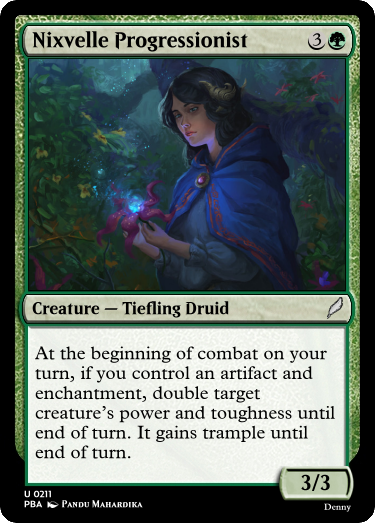 Nixvelle Progressionist 3
Creature — Tiefling Druid
At the beginning of combat on your
turn, if you control an artifact and
enchantment, double target
creature's power and toughness until
end of turn. It gains trample until
end of turn.
3/3
U 0211
PBA Pandu Mahardika
Denny